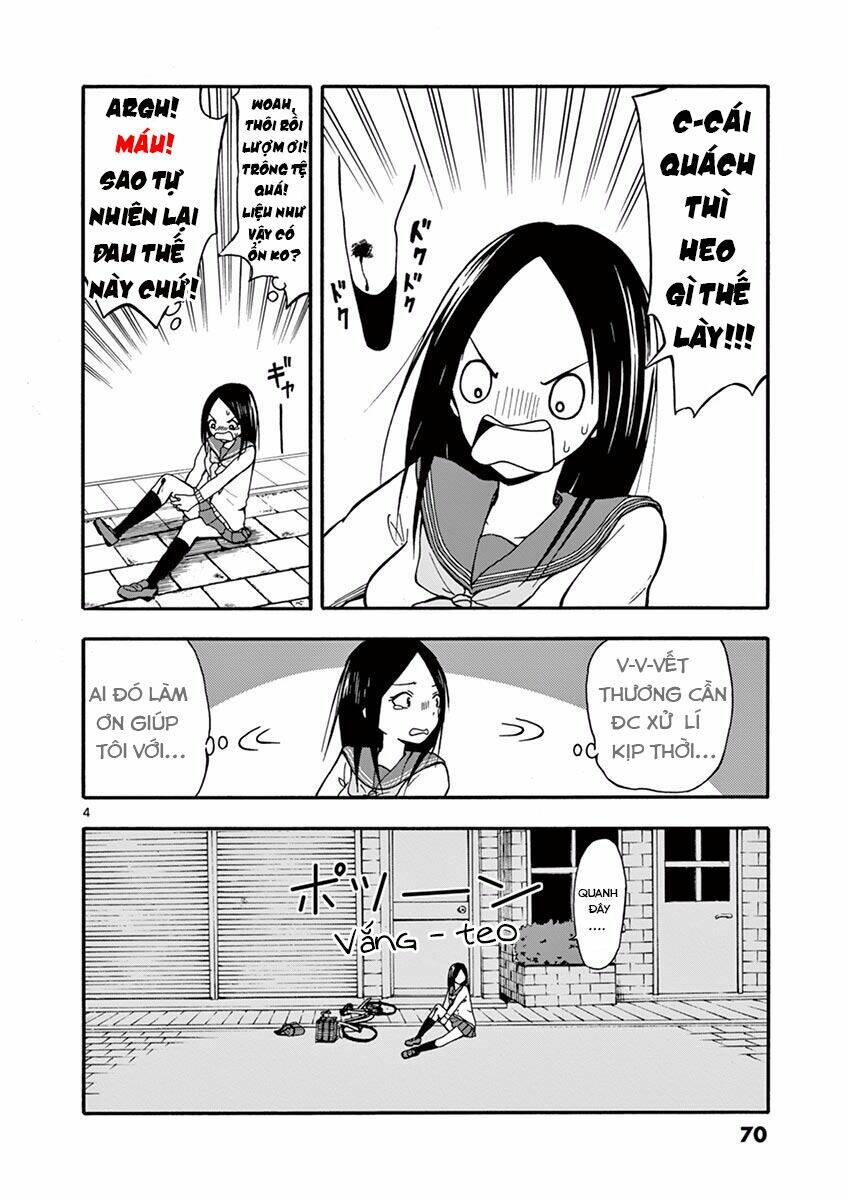 C-CÁI
QUÁCH
THÌ
HEO
GÌ THẾ
LÀY!!!
ドク
ドク
WOAH,
THÔI RỒI
LƯỢM ƠI!
TRÔNG TỆ
QUÁ!
LIỆU NHƯ
VẬY CÓ
ỔN KO?
ARGH!
MÁU!
SAO TỰ
NHIÊN LẠI
ĐAU THẾ
NÀY CHỨ!
ギャー
V-V-VẾT
THƯƠNG CẦN
ĐC XỬ LÍ
KỊP THỜI...
AI ĐÓ LÀM
ƠN GIÚP
TÔI VỚI...
4
QUANH
ĐÂY
....
ポツーン
Vắng - teo
70